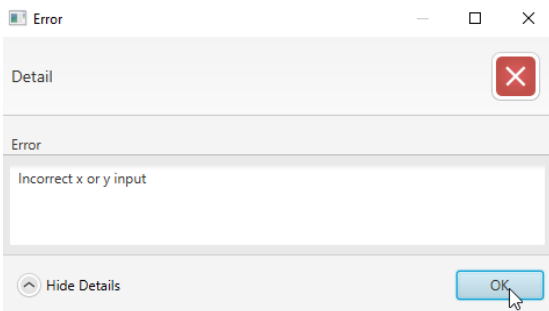 Error
Detail
Error
Incorrect x or y input
Hide Details
OK